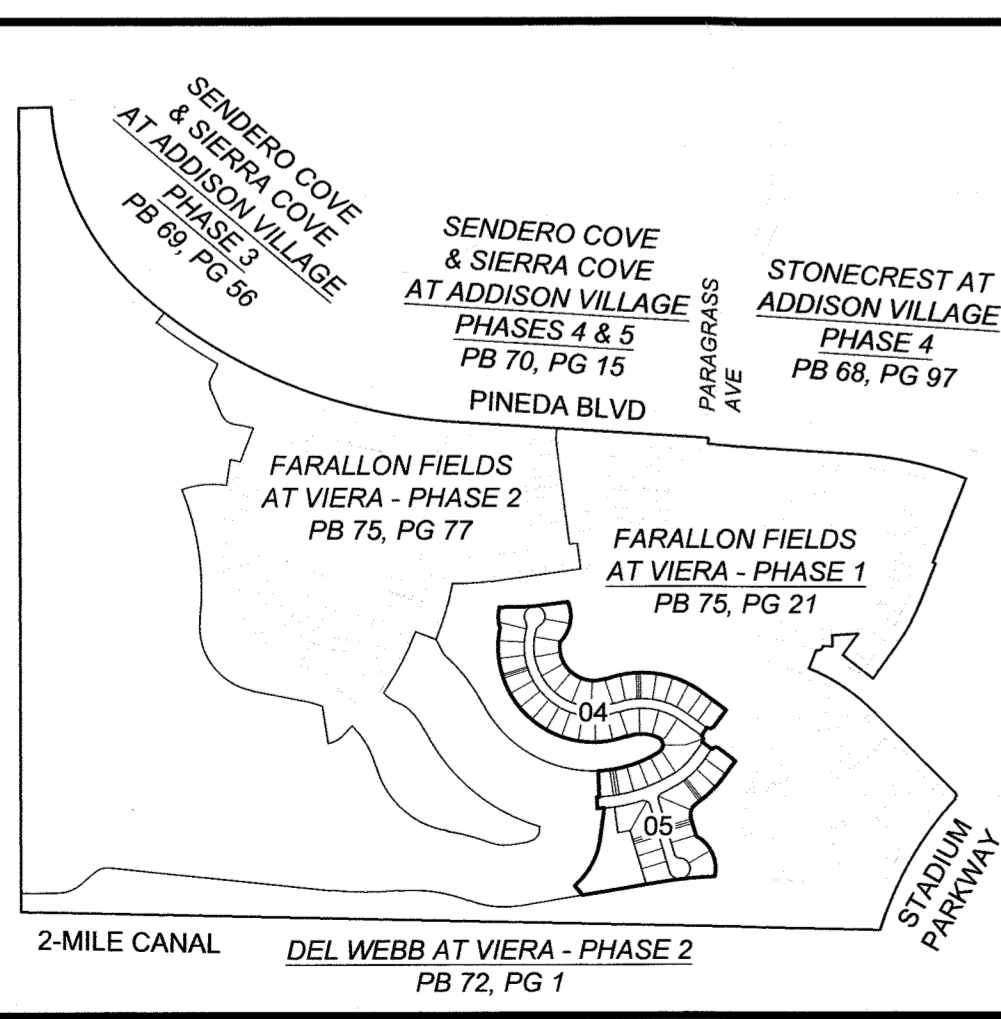 SENDERO COVE
& SIERRA COVE
AT ADDISON VILLAGE
PHASE 3
PB 69, PG 56
SENDERO COVE
& SIERRA COVE
AT ADDISON VILLAGE
PHASES 4 & 5
PB 70, PG 15
PARAGRASS
AVE
STONECREST AT
ADDISON VILLAGE
PHASE 4
PB 68, PG 97
PINEDA BLVD
FARALLON FIELDS
AT VIERA - PHASE 2
PB 75, PG 77
FARALLON FIELDS
AT VIERA - PHASE 1
PB 75, PG 21
04
05
STADIUM
PARKWAY
2-MILE CANAL
DEL WEBB AT VIERA - PHASE 2
PB 72, PG 1